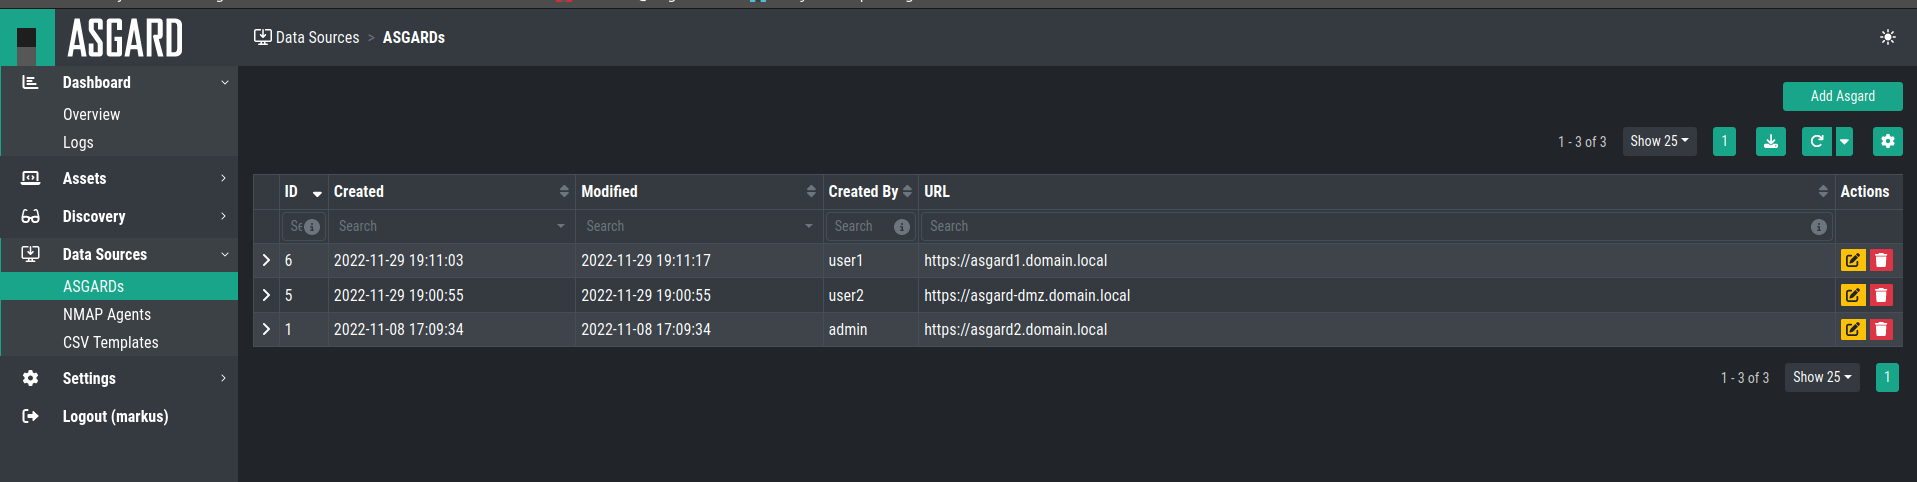 ASGARD
Data Sources > ASGARDs
Dashboard
Overview
Logs
Assets
Discovery
Data Sources
ASGARDs
NMAP Agents
CSV Templates
Settings
Logout (markus)
Add Asgard
1 - 3 of 3 Show 25 1
ID Created Modified Created By URL Actions
Se Search Search Search Search
6 2022-11-29 19:11:03 2022-11-29 19:11:17 user1 https://asgard1.domain.local
5 2022-11-29 19:00:55 2022-11-29 19:00:55 user2 https://asgard-dmz.domain.local
1 2022-11-08 17:09:34 2022-11-08 17:09:34 admin https://asgard2.domain.local
1 - 3 of 3 Show 25 1